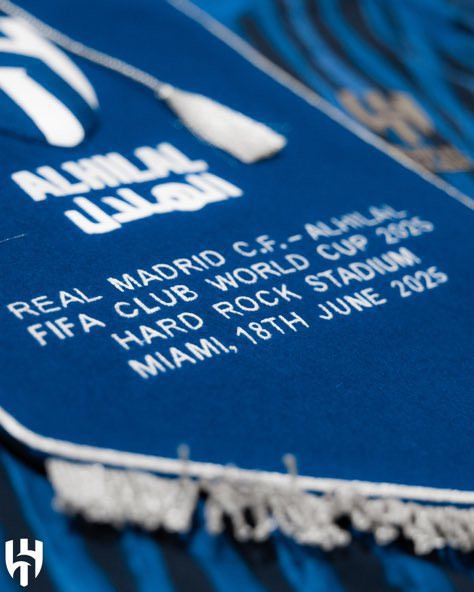 ALHILAL
الهلال
REAL MADRID C.F.-ALHILAL
FIFA CLUB WORLD CUP 2025
HARD ROCK STADIUM
MIAMI, 18TH JUNE 2025